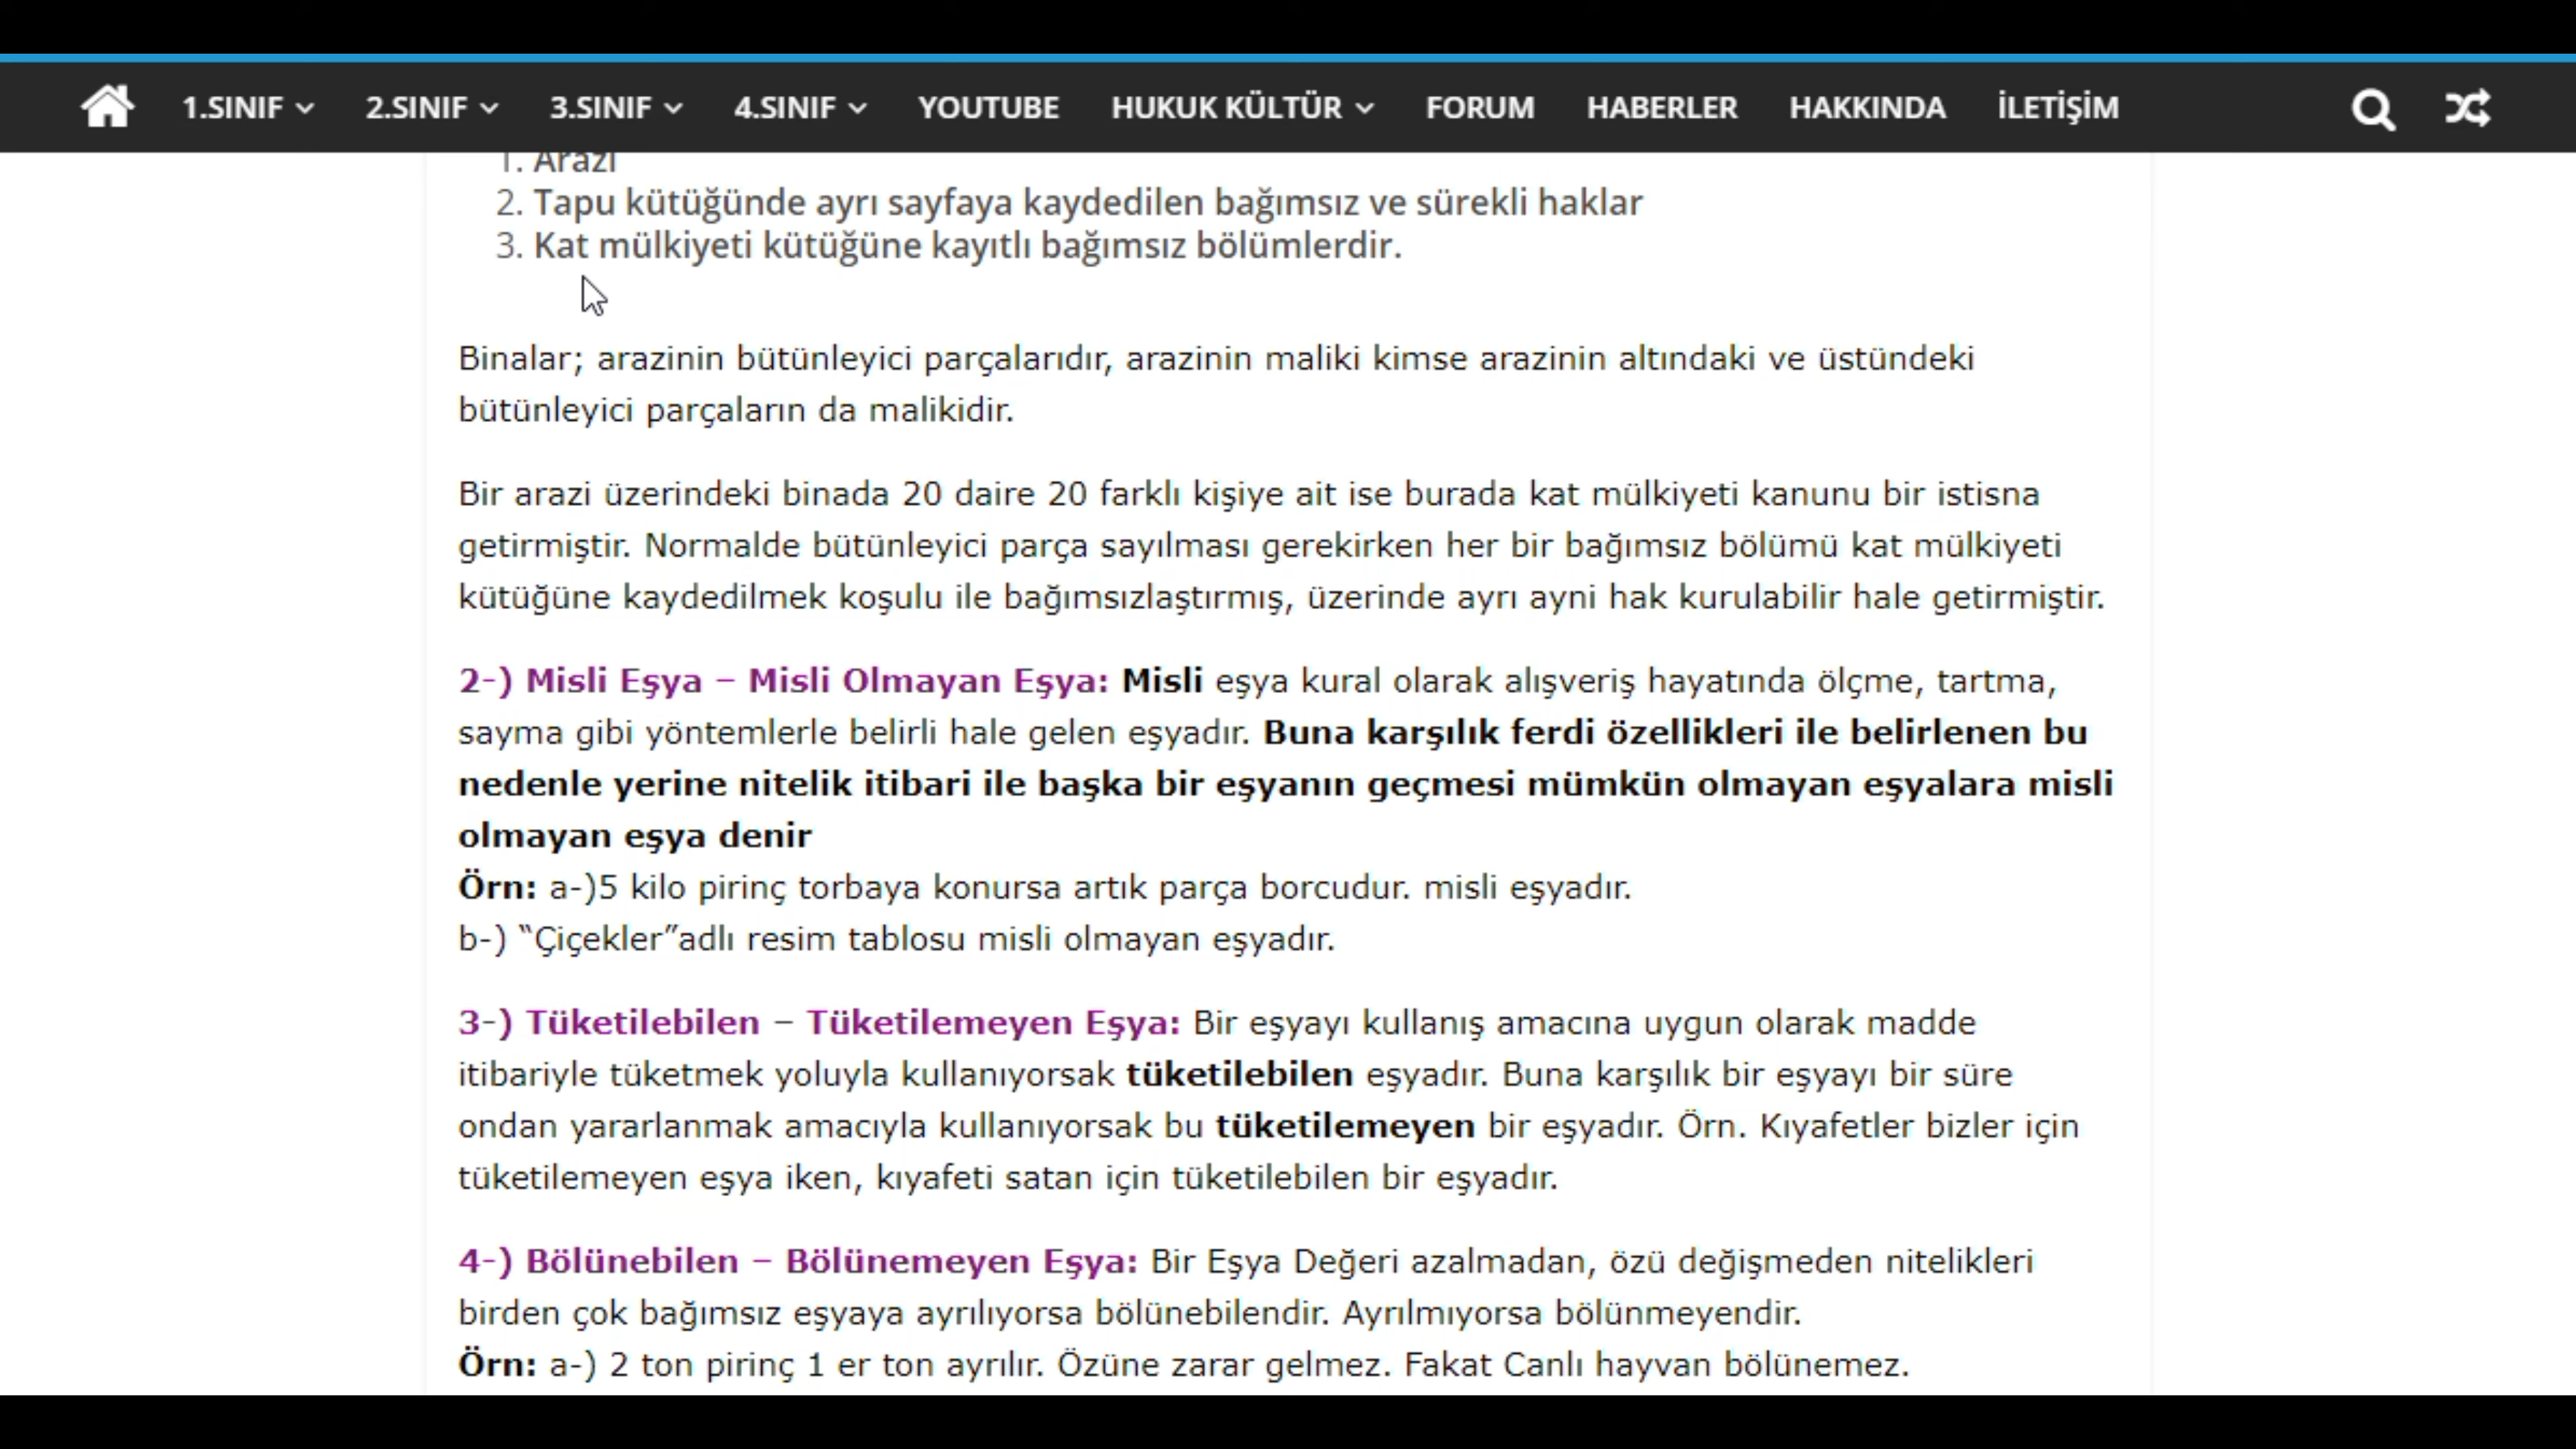 1.SINIF 2.SINIF 3.SINIF 4.SINIF YOUTUBE HUKUK KÜLTÜR FORUM HABERLER HAKKINDA İLETİŞİM
1. Arazi
2. Tapu kütüğünde ayrı sayfaya kaydedilen bağımsız ve sürekli haklar
3. Kat mülkiyeti kütüğüne kayıtlı bağımsız bölümlerdir.
Binalar; arazinin bütünleyici parçalarıdır, arazinin maliki kimse arazinin altındaki ve üstündeki
bütünleyici parçaların da malikidir.
Bir arazi üzerindeki binada 20 daire 20 farklı kişiye ait ise burada kat mülkiyeti kanunu bir istisna
getirmiştir. Normalde bütünleyici parça sayılması gerekirken her bir bağımsız bölümü kat mülkiyeti
kütüğüne kaydedilmek koşulu ile bağımsızlaştırmış, üzerinde ayrı ayni hak kurulabilir hale getirmiştir.
2-) Misli Eşya – Misli Olmayan Eşya: Misli eşya kural olarak alışveriş hayatında ölçme, tartma,
sayma gibi yöntemlerle belirli hale gelen eşyadır. Buna karşılık ferdi özellikleri ile belirlenen bu
nedenle yerine nitelik itibari ile başka bir eşyanın geçmesi mümkün olmayan eşyalara misli
olmayan eşya denir
Örn: a-)5 kilo pirinç torbaya konursa artık parça borcudur. misli eşyadır.
b-) “Çiçekler”adlı resim tablosu misli olmayan eşyadır.
3-) Tüketilebilen – Tüketilemeyen Eşya: Bir eşyayı kullanış amacına uygun olarak madde
itibariyle tüketmek yoluyla kullanıyorsak tüketilebilen eşyadır. Buna karşılık bir eşyayı bir süre
ondan yararlanmak amacıyla kullanıyorsak bu tüketilemeyen bir eşyadır. Örn. Kıyafetler bizler için
tüketilemeyen eşya iken, kıyafeti satan için tüketilebilen bir eşyadır.
4-) Bölünebilen – Bölünemeyen Eşya: Bir Eşya Değeri azalmadan, özü değişmeden nitelikleri
birden çok bağımsız eşyaya ayrılıyorsa bölünebilendir. Ayrılmıyorsa bölünmeyendir.
Örn: a-) 2 ton pirinç 1 er ton ayrılır. Özüne zarar gelmez. Fakat Canlı hayvan bölünemez.